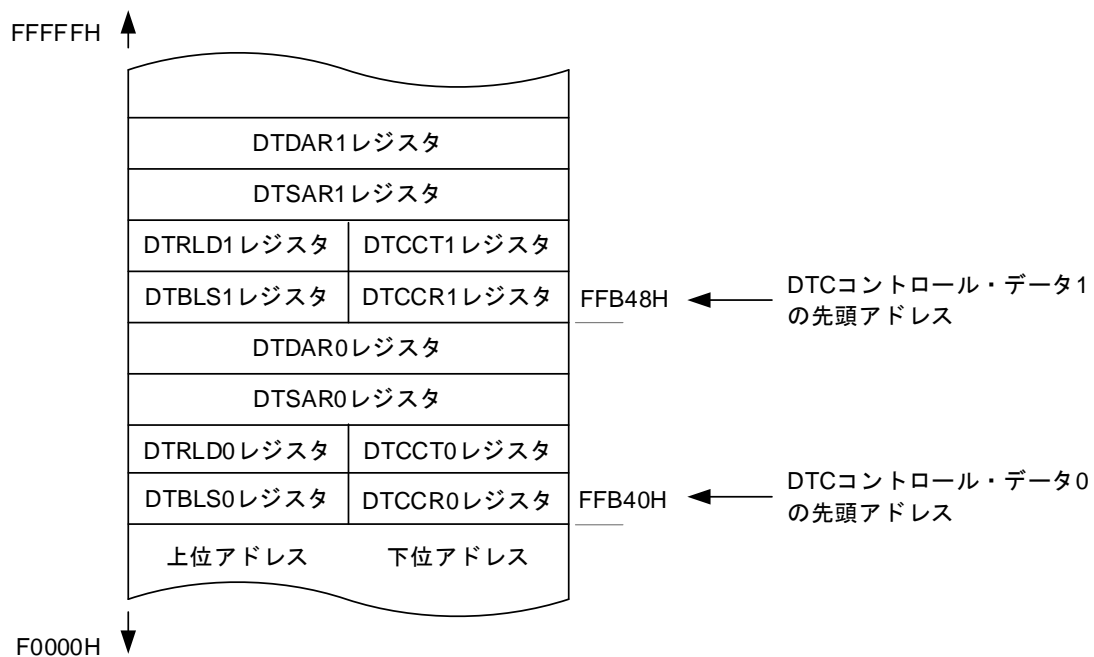 FFFFFH
DTDAR1レジスタ
DTSAR1レジスタ
DTRLD1レジスタ DTCCT1レジスタ
DTBLS1レジスタ DTCCR1レジスタ FFB48H DTCコントロール・データ1
の先頭アドレス
DTDAR0レジスタ
DTSAR0レジスタ
DTRLD0レジスタ DTCCT0レジスタ
DTBLS0レジスタ DTCCR0レジスタ FFB40H DTCコントロール・データ0
の先頭アドレス
上位アドレス 下位アドレス
F0000H